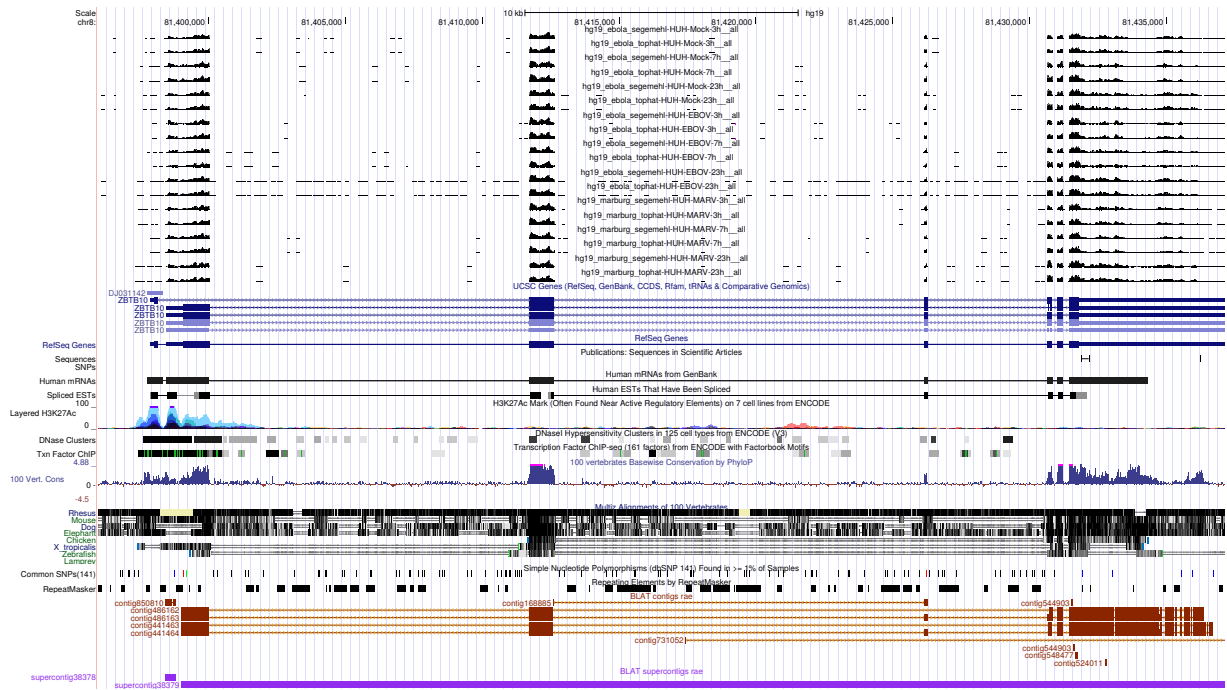 Scale 10 kb hg19
chr8: 81,400,000 81,405,000 81,410,000 81,415,000 81,420,000 81,425,000 81,430,000 81,435,000
hg19_ebola_segemehl-HUH-Mock-3h__all
hg19_ebola_tophat-HUH-Mock-3h__all
hg19_ebola_segemehl-HUH-Mock-7h__all
hg19_ebola_tophat-HUH-Mock-7h__all
hg19_ebola_segemehl-HUH-Mock-23h__all
hg19_ebola_tophat-HUH-Mock-23h__all
hg19_ebola_segemehl-HUH-EBOV-3h__all
hg19_ebola_tophat-HUH-EBOV-3h__all
hg19_ebola_segemehl-HUH-EBOV-7h__all
hg19_ebola_tophat-HUH-EBOV-7h__all
hg19_ebola_segemehl-HUH-EBOV-23h__all
hg19_ebola_tophat-HUH-EBOV-23h__all
hg19_marburg_segemehl-HUH-MARV-3h__all
hg19_marburg_tophat-HUH-MARV-3h__all
hg19_marburg_segemehl-HUH-MARV-7h__all
hg19_marburg_tophat-HUH-MARV-7h__all
hg19_marburg_segemehl-HUH-MARV-23h__all
hg19_marburg_tophat-HUH-MARV-23h__all
UCSC Genes (RefSeq, GenBank, CCDS, Rfam, tRNAs & Comparative Genomics)
DJ031142
ZBTB10
ZBTB10
ZBTB10
ZBTB10
ZBTB10
RefSeq Genes
RefSeq Genes
Publications: Sequences in Scientific Articles
Sequences
SNPs
Human mRNAs from GenBank
Human mRNAs
Human ESTs That Have Been Spliced
Spliced ESTs
H3K27Ac Mark (Often Found Near Active Regulatory Elements) on 7 cell lines from ENCODE
100
Layered H3K27Ac
0
DNaseI Hypersensitivity Clusters in 125 cell types from ENCODE (V3)
DNase Clusters
Transcription Factor ChIP-seq (161 factors) from ENCODE with Factorbook Motifs
Txn Factor ChIP
100 vertebrates Basewise Conservation by PhyloP
4.88
100 Vert. Cons
0
-4.5
Multiz Alignments of 100 Vertebrates
Rhesus
Mouse
Dog
Elephant
Chicken
X_tropicalis
Zebrafish
Lamprey
Simple Nucleotide Polymorphisms (dbSNP 141) Found in >= 1% of Samples
Common SNPs(141)
Repeating Elements by RepeatMasker
RepeatMasker
BLAT contigs rae
contig850810 contig168885 contig544903
contig486162
contig486163
contig441463
contig441464
contig731052
contig544903
contig548477
contig524011
BLAT supercontigs rae
supercontig38378
supercontig38379